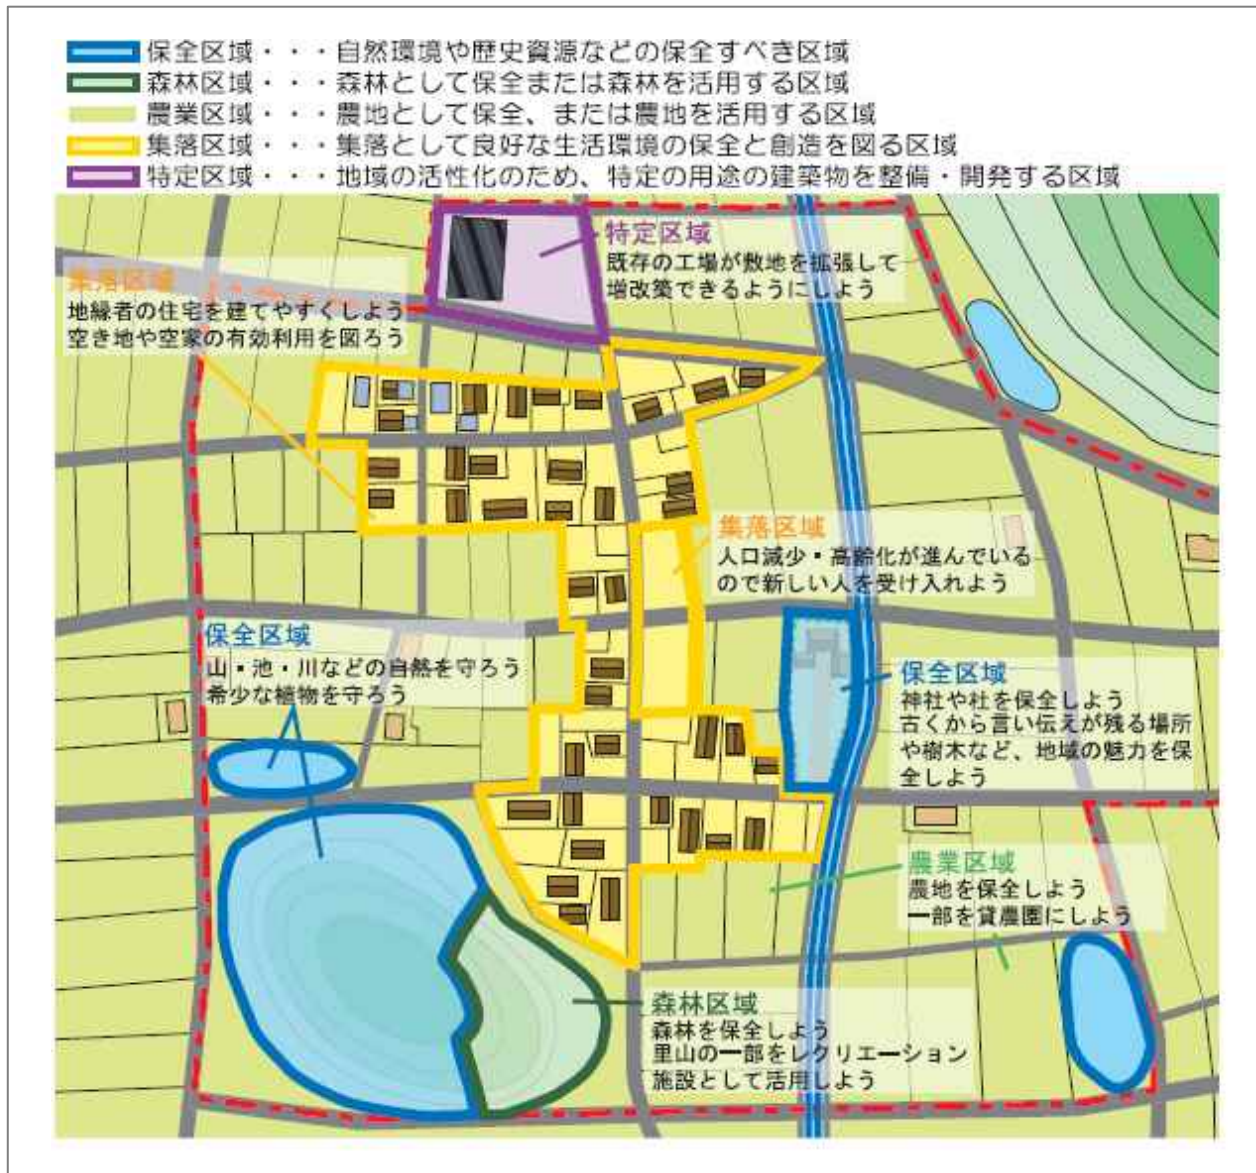 保全区域・・・自然環境や歴史資源などの保全すべき区域
森林区域・・・森林として保全または森林を活用する区域
農業区域・・・農地として保全、または農地を活用する区域
集落区域・・・集落として良好な生活環境の保全と創造を図る区域
特定区域・・・地域の活性化のため、特定の用途の建築物を整備・開発する区域
特定区域
既存の工場が敷地を拡張して
増改築できるようにしよう
集落区域
地縁者の住宅を建てやすくしよう
空き地や空家の有効利用を図ろう
集落区域
人口減少・高齢化が進んでいる
ので新しい人を受け入れよう
保全区域
山・池・川などの自然を守ろう
希少な植物を守ろう
保全区域
神社や社を保全しよう
古くから言い伝えが残る場所
や樹木など、地域の魅力を保
全しよう
農業区域
農地を保全しよう
一部を貸農園にしよう
森林区域
森林を保全しよう
里山の一部をレクリエーション
施設として活用しよう